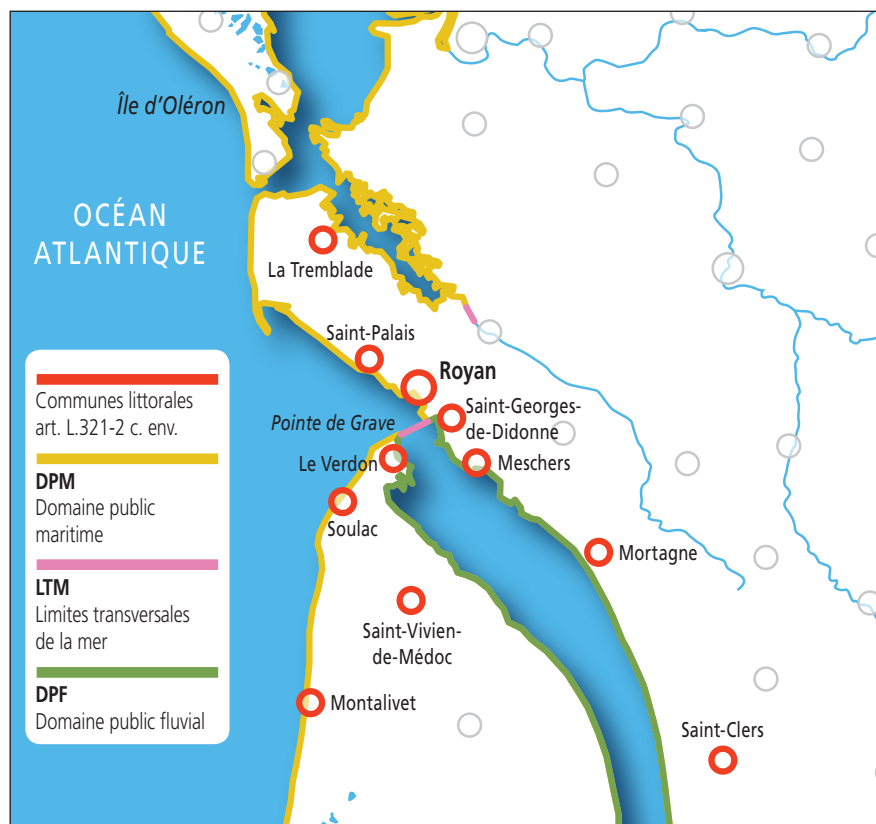 Île d'Oléron
OCÉAN
ATLANTIQUE
La Tremblade
Saint-Palais
Royan
Saint-Georges-
de-Didonne
Pointe de Grave
Le Verdon
Meschers
Soulac
Mortagne
Saint-Vivien-
de-Médoc
Montalivet
Saint-Clers
Communes littorales
art. L.321-2 c. env.
DPM
Domaine public
maritime
LTM
Limites transversales
de la mer
DPF
Domaine public fluvial